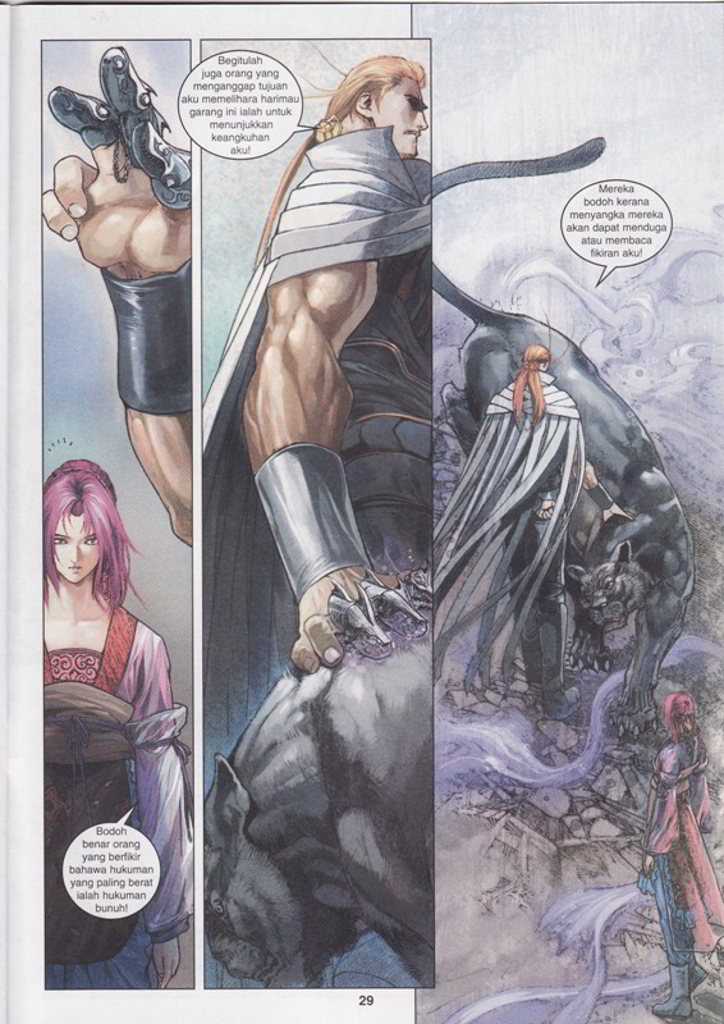 Bodoh
benar orang
yang berfikir
bahawa hukuman
yang paling berat
ialah hukuman
bunuh!
Begitulah
juga orang yang
menganggap tujuan
aku memelihara harimau
garang ini ialah untuk
menunjukkan
keangkuhan
aku!
Mereka
bodoh kerana
menyangka mereka
akan dapat menduga
atau membaca
fikiran aku!
29